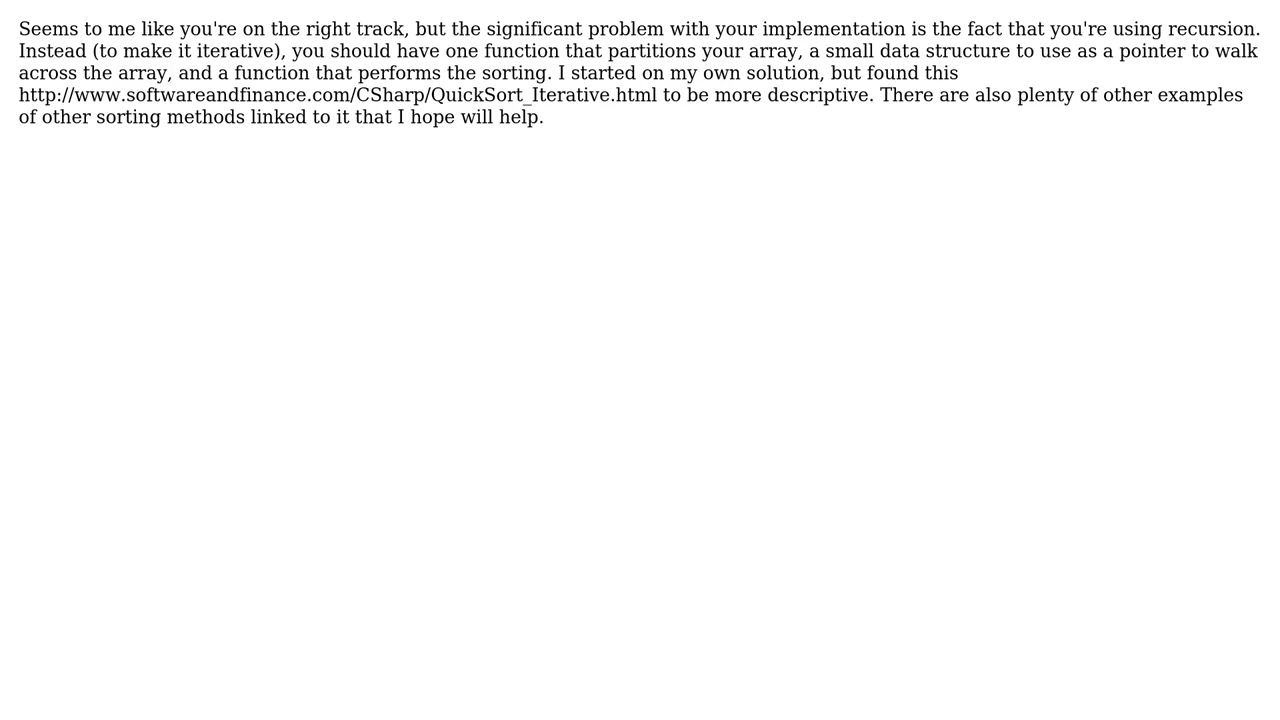 Seems to me like you're on the right track, but the significant problem with your implementation is the fact that you're using recursion.
Instead (to make it iterative), you should have one function that partitions your array, a small data structure to use as a pointer to walk
across the array, and a function that performs the sorting. I started on my own solution, but found this
http://www.softwareandfinance.com/CSharp/QuickSort_Iterative.html to be more descriptive. There are also plenty of other examples
of other sorting methods linked to it that I hope will help.